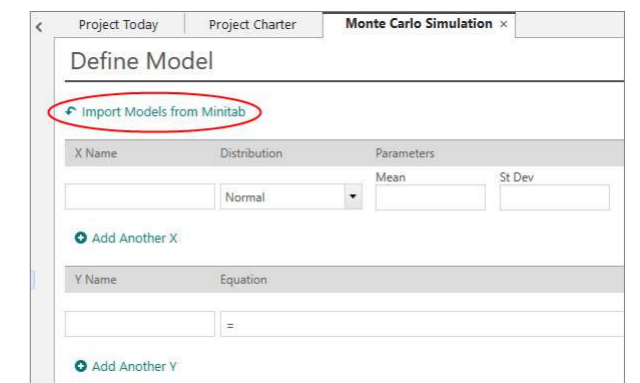 Project Today Project Charter Monte Carlo Simulation ×
Define Model
Import Models from Minitab
X Name Distribution Parameters
Mean St Dev
Normal
Add Another X
Y Name Equation
=
Add Another Y